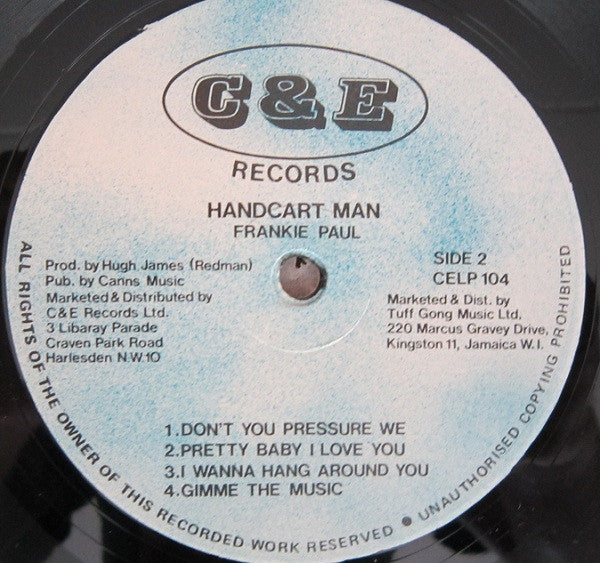 C & E
RECORDS
HANDCART MAN
FRANKIE PAUL
Prod. by Hugh James (Redman)
Pub. by Canns Music
Marketed & Distributed by
C&E Records Ltd.
3 Libaray Parade
Craven Park Road
Harlesden N.W.10
SIDE 2
CELP 104
Marketed & Dist. by
Tuff Gong Music Ltd.
220 Marcus Gravey Drive,
Kingston 11, Jamaica W.I.
1.DON'T YOU PRESSURE WE
2.PRETTY BABY I LOVE YOU
3.I WANNA HANG AROUND YOU
4.GIMME THE MUSIC
ALL RIGHTS OF THE OWNER OF THIS RECORDED WORK RESERVED ● UNAUTHORISED COPYING PROHIBITED